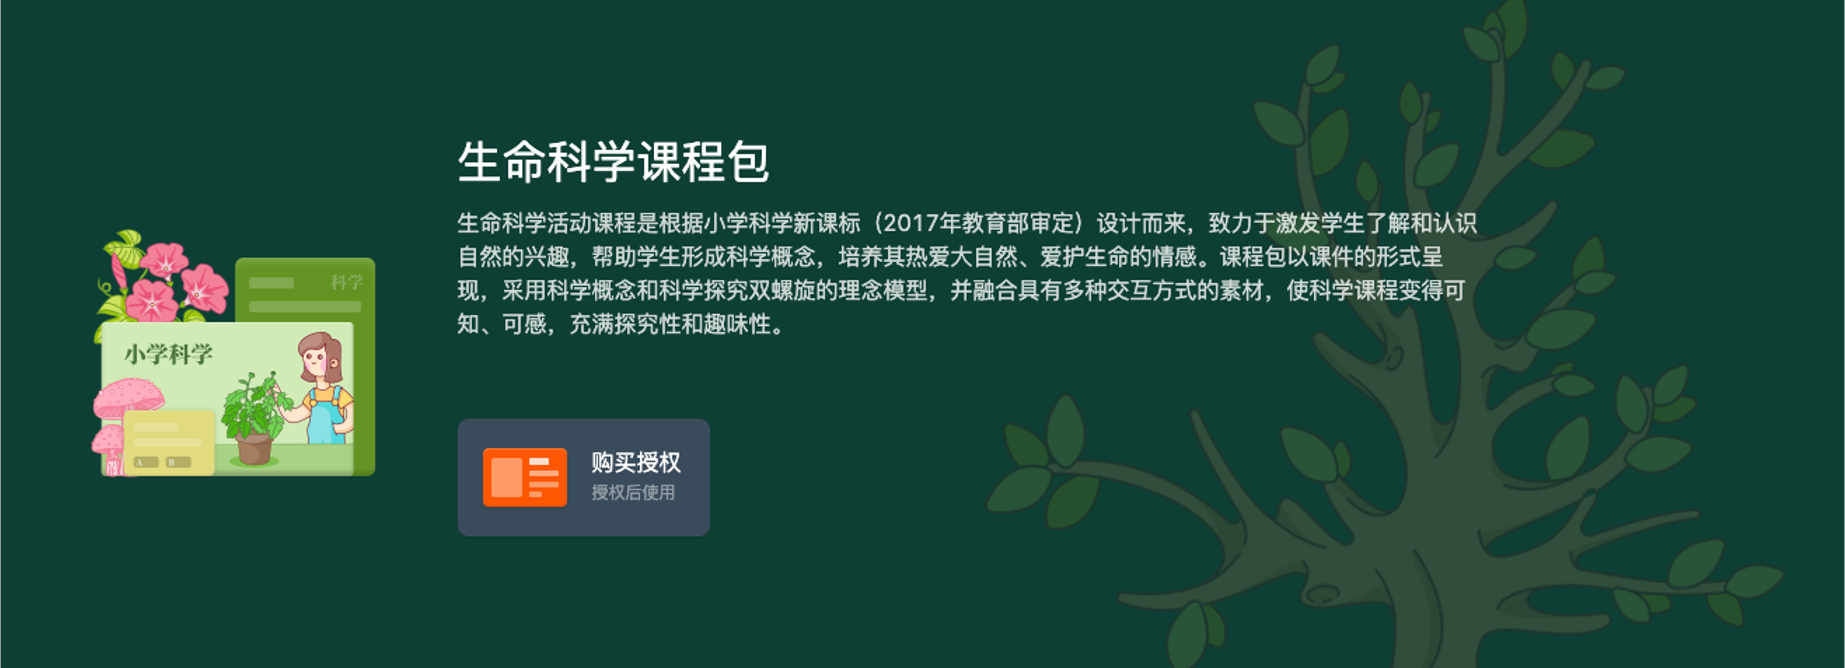 生命科学课程包
生命科学活动课程是根据小学科学新课标（2017年教育部审定）设计而来，致力于激发学生了解和认识
自然的兴趣，帮助学生形成科学概念，培养其热爱大自然、爱护生命的情感。课程包以课件的形式呈
现，采用科学概念和科学探究双螺旋的理念模型，并融合具有多种交互方式的素材，使科学课程变得可
知、可感，充满探究性和趣味性。
科学
小学科学
A
B
购买授权
授权后使用